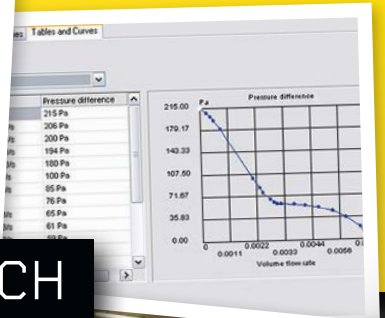 Tables and Curves
Pressure difference
215 Pa
206 Pa
200 Pa
194 Pa
180 Pa
100 Pa
85 Pa
76 Pa
65 Pa
61 Pa
Pressure difference
Pa
215.00
179.17
143.33
107.50
71.67
35.83
0.00
0
0.0011
0.0022
0.0033
0.0044
0.0056
Volume flow rate
CH